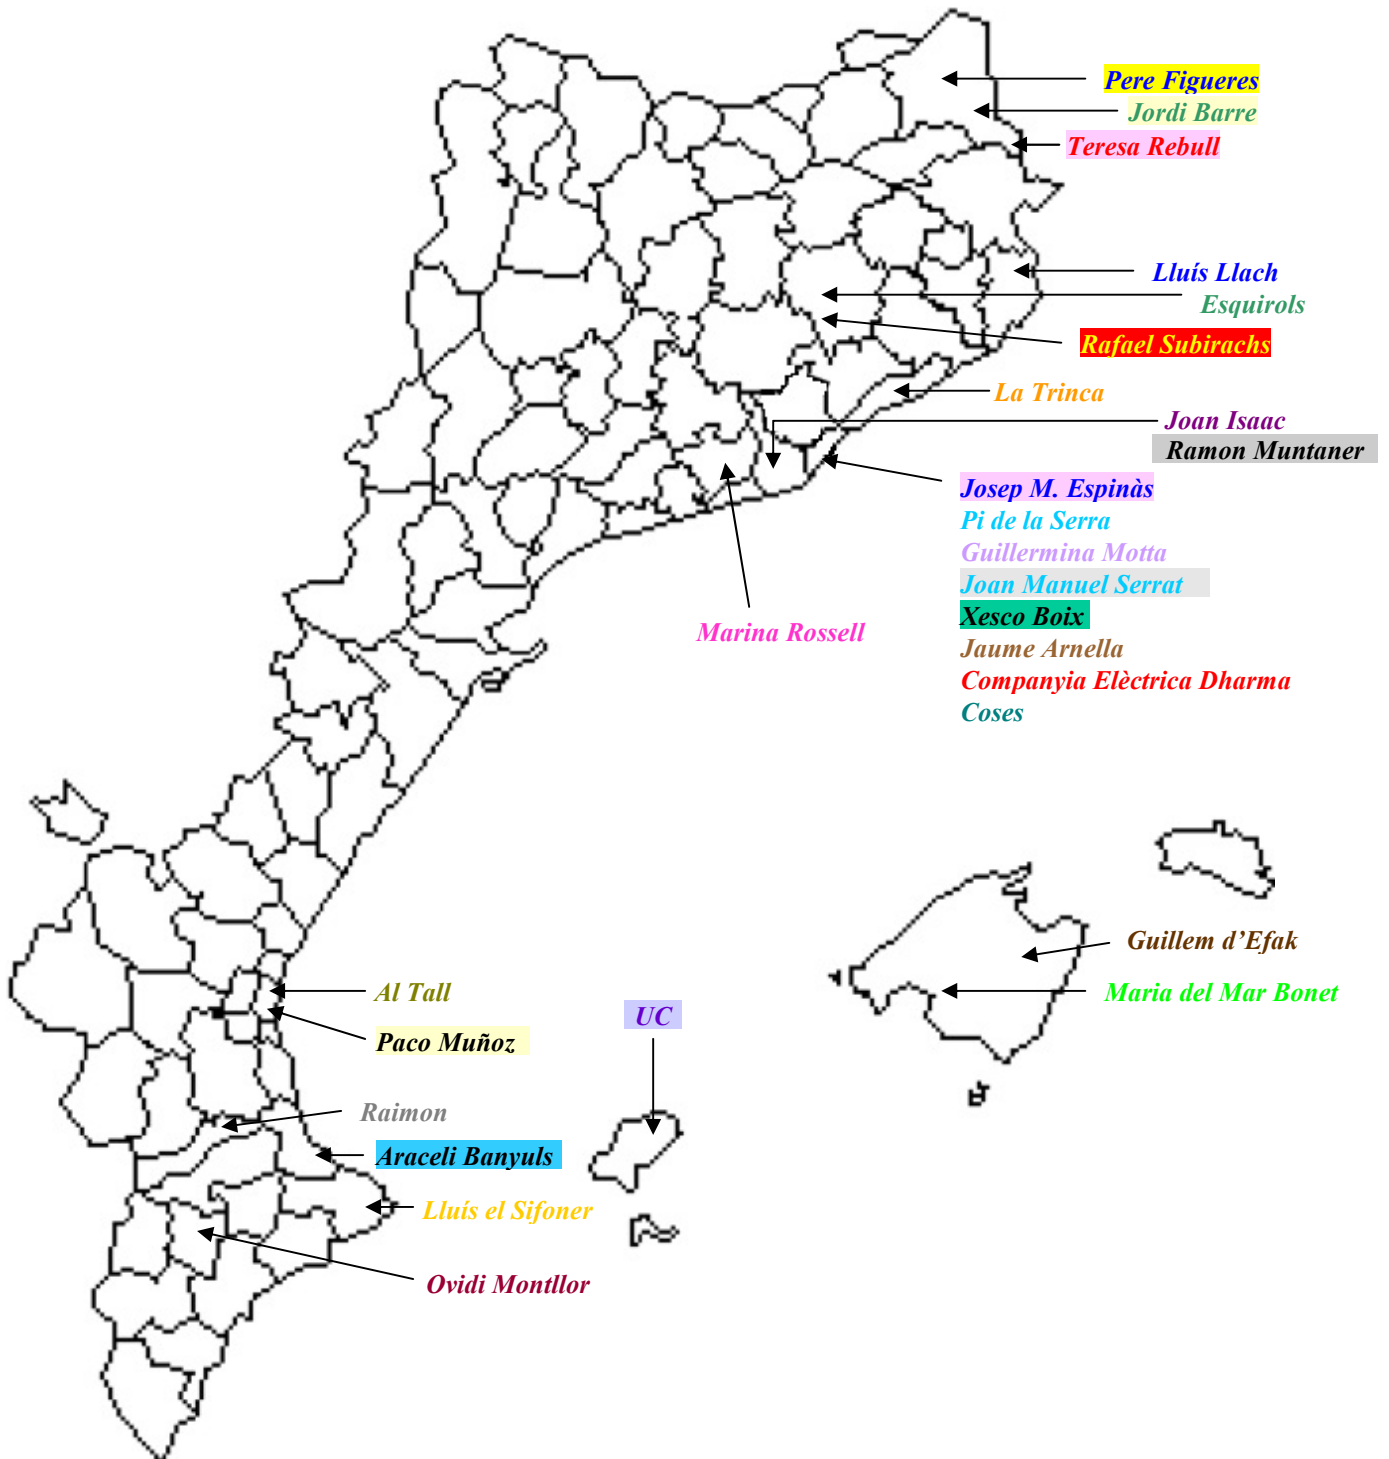 Pere Figueres
Jordi Barre
Teresa Rebull
Lluís Llach
Esquirols
Rafael Subirachs
La Trinca
Joan Isaac
Ramon Muntaner
Josep M. Espinàs
Pi de la Serra
Guillermina Motta
Joan Manuel Serrat
Xesco Boix
Jaume Arnella
Companyia Elèctrica Dharma
Coses
Marina Rossell
Guillem d’Efak
Maria del Mar Bonet
Al Tall
UC
Paco Muñoz
Raimon
Araceli Banyuls
Lluís el Sifoner
Ovidi Montllor